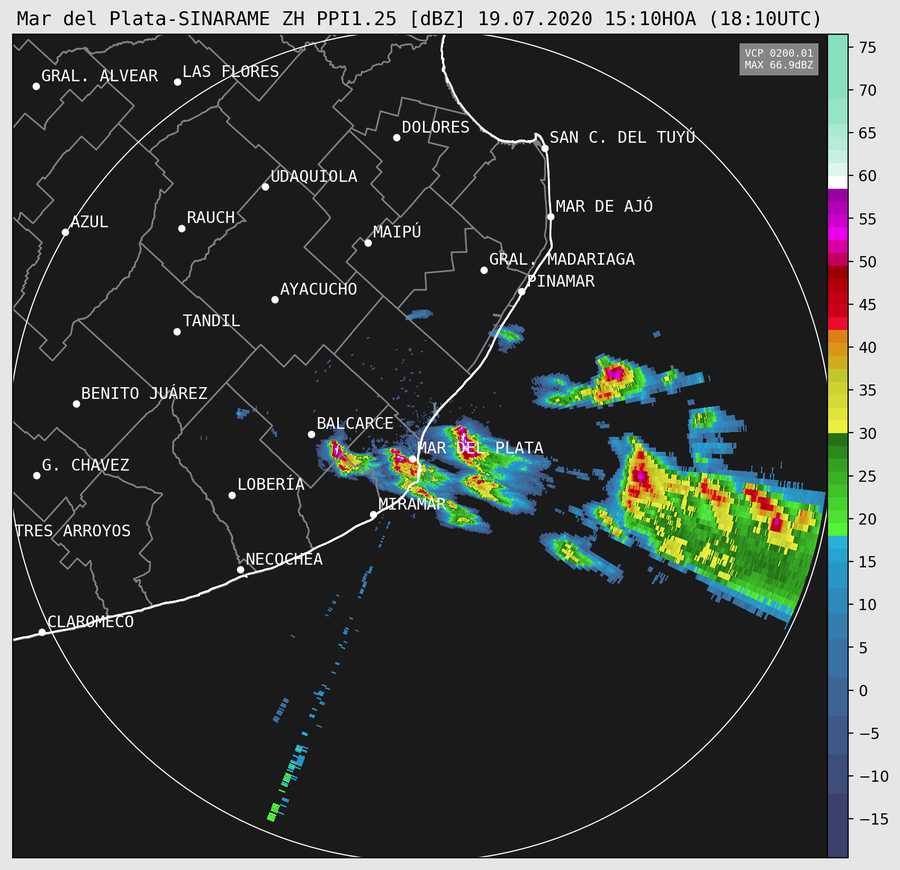 Mar del Plata-SINARAME ZH PPI1.25 [dBZ] 19.07.2020 15:10HOA (18:10UTC)
VCP 0200.01
MAX 66.9dBZ
GRAL. ALVEAR
LAS FLORES
DOLORES
SAN C. DEL TUYÚ
UDAQUIOLA
MAR DE AJÓ
AZUL
RAUCH
MAIPÚ
GRAL. MADARIAGA
PINAMAR
AYACUCHO
TANDIL
BENITO JUÁREZ
BALCARCE
MAR DEL PLATA
G. CHAVEZ
LOBERÍA
MIRAMAR
TRES ARROYOS
NECOCHEA
CLAROMECO
75
70
65
60
55
50
45
40
35
30
25
20
15
10
5
0
−5
−10
−15